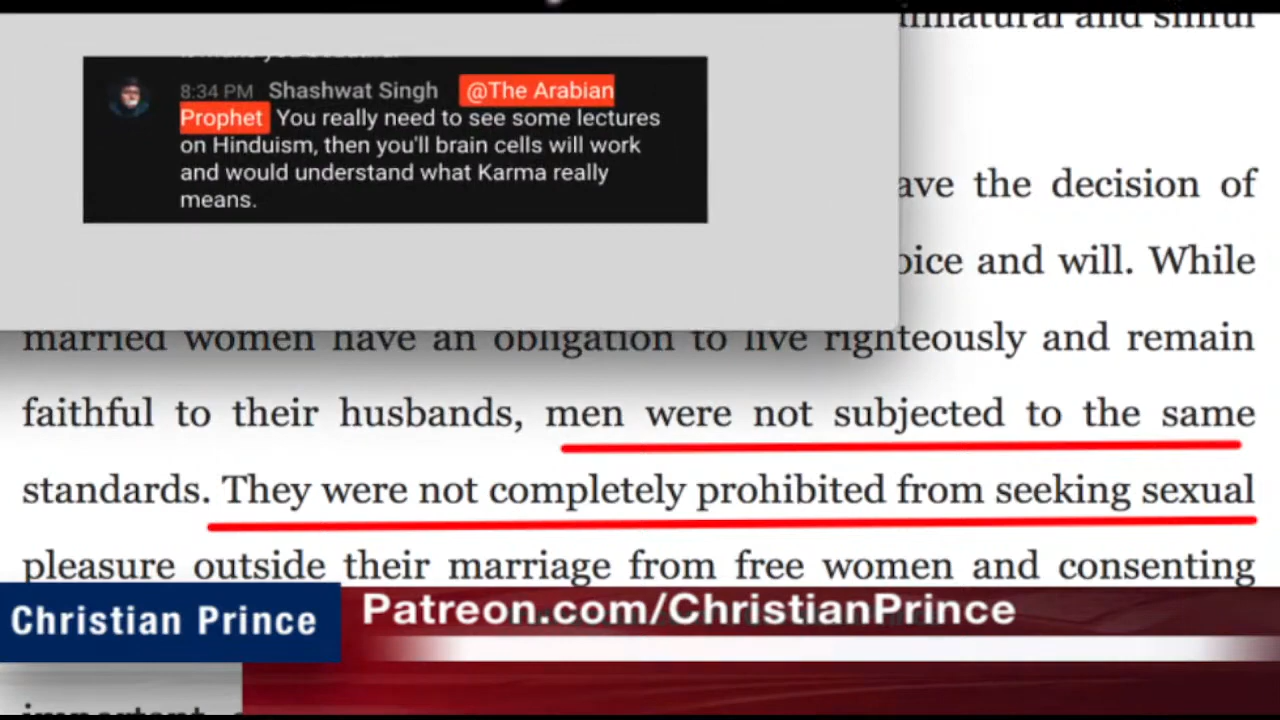 unnatural and sinful
8:34 PM Shashwat Singh @The Arabian
Prophet You really need to see some lectures
on Hinduism, then you'll brain cells will work
and would understand what Karma really
means.
the decision of
and will. While
married women have an obligation to live righteously and remain
faithful to their husbands, men were not subjected to the same
standards. They were not completely prohibited from seeking sexual
pleasure outside their marriage from free women and consenting
Christian Prince
Patreon.com/ChristianPrince
important